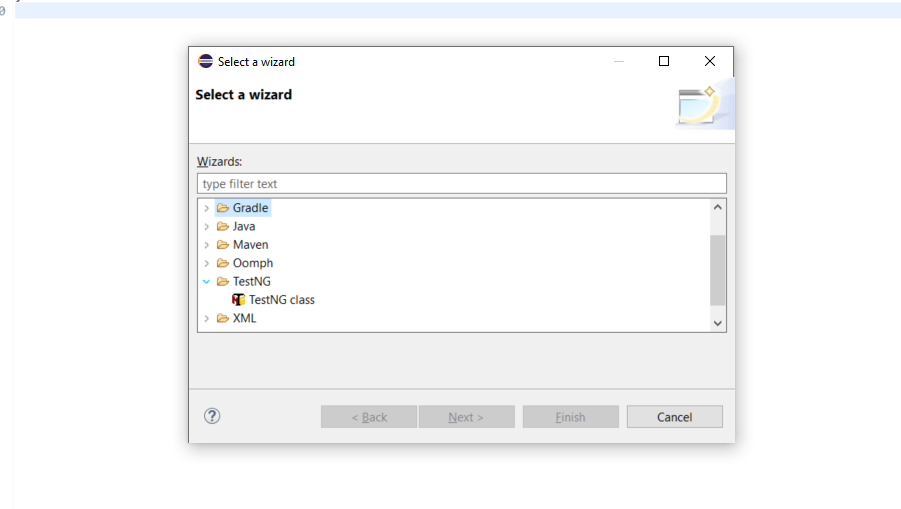 Select a wizard
Select a wizard
Wizards:
type filter text
Gradle
Java
Maven
Oomph
TestNG
TestNG class
XML
?
< Back Next > Finish Cancel